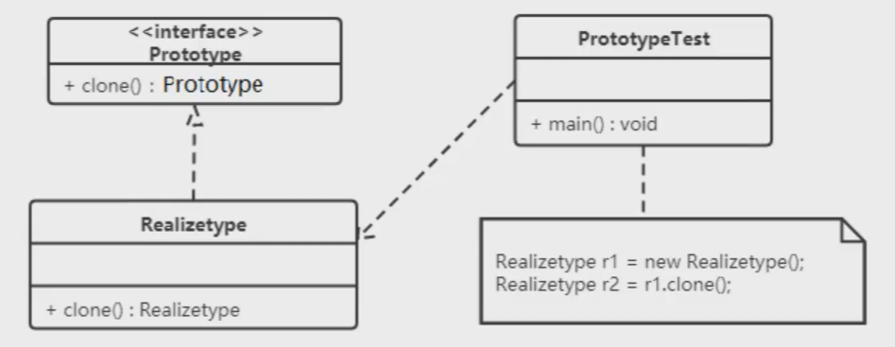 <<interface>>
Prototype
+ clone() : Prototype
PrototypeTest
+ main() : void
Realizetype
+ clone() : Realizetype
Realizetype r1 = new Realizetype();
Realizetype r2 = r1.clone();